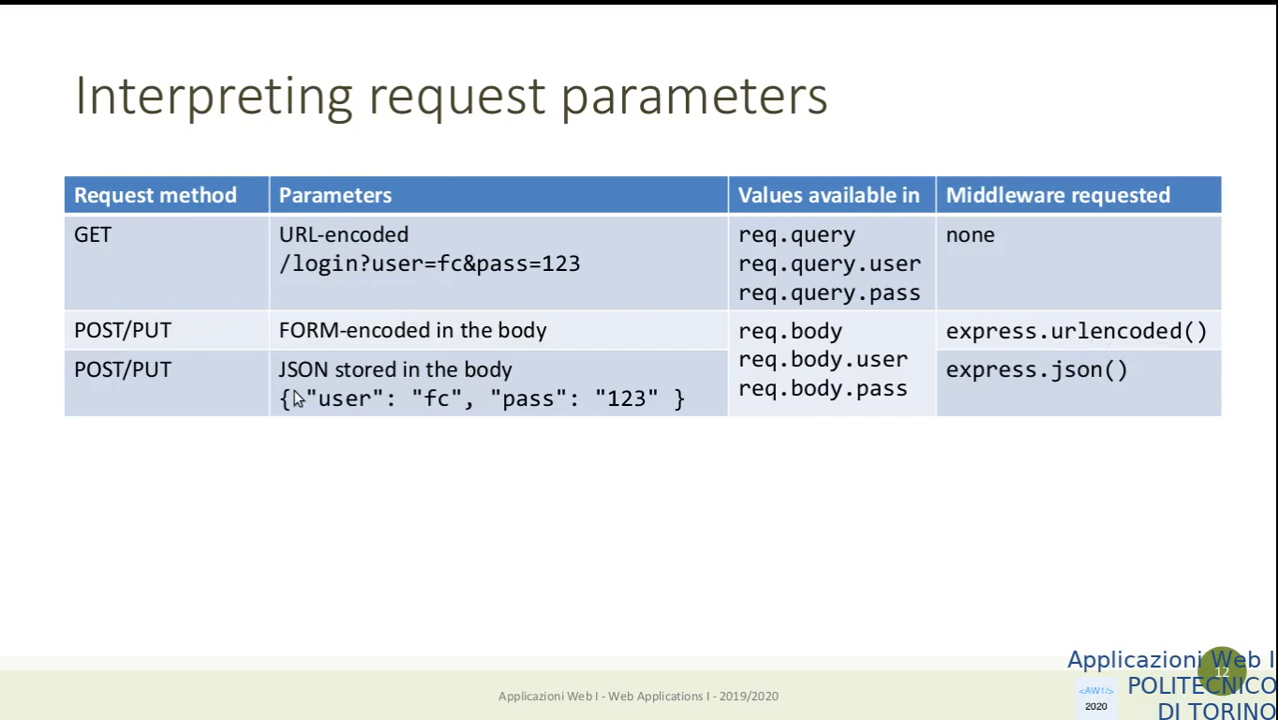 Interpreting request parameters
Request method Parameters Values available in Middleware requested
GET URL-encoded req.query none
/login?user=fc&pass=123 req.query.user
req.query.pass
POST/PUT FORM-encoded in the body req.body express.urlencoded()
req.body.user
POST/PUT JSON stored in the body express.json()
{ "user": "fc", "pass": "123" } req.body.pass
Applicazioni Web I - Web Applications I - 2019/2020
12
Applicazioni Web I
POLITECNICO
DI TORINO
<AW1/>
2020